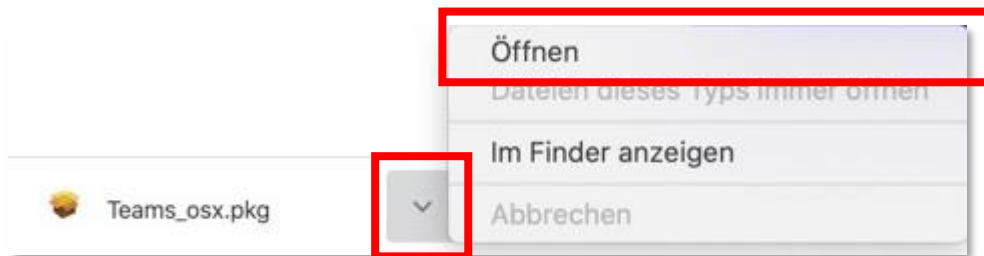 Öffnen
Dateien dieses Typs immer öffnen
Im Finder anzeigen
Teams_osx.pkg
Abbrechen